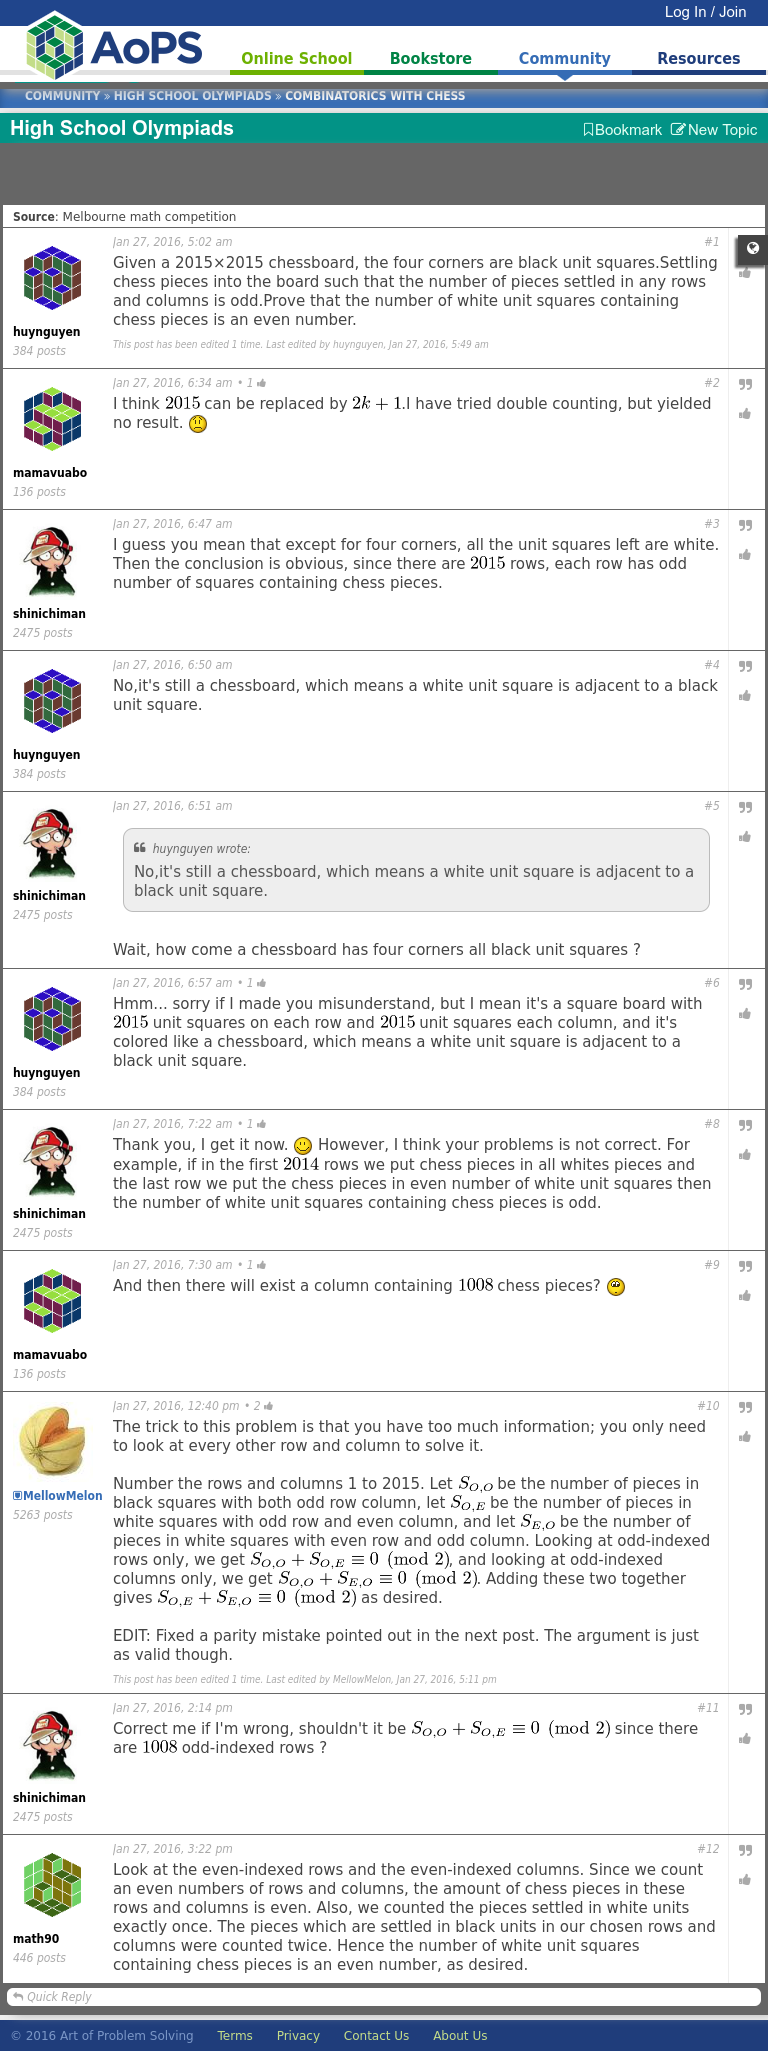 Log In / Join
AoPS
Online School Bookstore Community Resources
COMMUNITY » HIGH SCHOOL OLYMPIADS » COMBINATORICS WITH CHESS
High School Olympiads Bookmark New Topic
Source: Melbourne math competition
Jan 27, 2016, 5:02 am #1
Given a 2015×2015 chessboard, the four corners are black unit squares.Settling
chess pieces into the board such that the number of pieces settled in any rows
and columns is odd.Prove that the number of white unit squares containing
chess pieces is an even number.
This post has been edited 1 time. Last edited by huynguyen, Jan 27, 2016, 5:49 am
huynguyen
384 posts
Jan 27, 2016, 6:34 am • 1 #2
I think 2015 can be replaced by 2k + 1.I have tried double counting, but yielded
no result.
mamavuabo
136 posts
Jan 27, 2016, 6:47 am #3
I guess you mean that except for four corners, all the unit squares left are white.
Then the conclusion is obvious, since there are 2015 rows, each row has odd
number of squares containing chess pieces.
shinichiman
2475 posts
Jan 27, 2016, 6:50 am #4
No,it's still a chessboard, which means a white unit square is adjacent to a black
unit square.
huynguyen
384 posts
Jan 27, 2016, 6:51 am #5
huynguyen wrote:
No,it's still a chessboard, which means a white unit square is adjacent to a
black unit square.
Wait, how come a chessboard has four corners all black unit squares ?
shinichiman
2475 posts
Jan 27, 2016, 6:57 am • 1 #6
Hmm... sorry if I made you misunderstand, but I mean it's a square board with
2015 unit squares on each row and 2015 unit squares each column, and it's
colored like a chessboard, which means a white unit square is adjacent to a
black unit square.
huynguyen
384 posts
Jan 27, 2016, 7:22 am • 1 #8
Thank you, I get it now. However, I think your problems is not correct. For
example, if in the first 2014 rows we put chess pieces in all whites pieces and
the last row we put the chess pieces in even number of white unit squares then
the number of white unit squares containing chess pieces is odd.
shinichiman
2475 posts
Jan 27, 2016, 7:30 am • 1 #9
And then there will exist a column containing 1008 chess pieces?
mamavuabo
136 posts
Jan 27, 2016, 12:40 pm • 2 #10
The trick to this problem is that you have too much information; you only need
to look at every other row and column to solve it.
Number the rows and columns 1 to 2015. Let S_{O,O} be the number of pieces in
black squares with both odd row column, let S_{O,E} be the number of pieces in
white squares with odd row and even column, and let S_{E,O} be the number of
pieces in white squares with even row and odd column. Looking at odd-indexed
rows only, we get S_{O,O} + S_{O,E} ≡ 0 (mod 2), and looking at odd-indexed
columns only, we get S_{O,O} + S_{E,O} ≡ 0 (mod 2). Adding these two together
gives S_{O,E} + S_{E,O} ≡ 0 (mod 2) as desired.
EDIT: Fixed a parity mistake pointed out in the next post. The argument is just
as valid though.
This post has been edited 1 time. Last edited by MellowMelon, Jan 27, 2016, 5:11 pm
MellowMelon
5263 posts
Jan 27, 2016, 2:14 pm #11
Correct me if I'm wrong, shouldn't it be S_{O,O} + S_{O,E} ≡ 0 (mod 2) since there
are 1008 odd-indexed rows ?
shinichiman
2475 posts
Jan 27, 2016, 3:22 pm #12
Look at the even-indexed rows and the even-indexed columns. Since we count
an even numbers of rows and columns, the amount of chess pieces in these
rows and columns is even. Also, we counted the pieces settled in white units
exactly once. The pieces which are settled in black units in our chosen rows and
columns were counted twice. Hence the number of white unit squares
containing chess pieces is an even number, as desired.
math90
446 posts
Quick Reply
© 2016 Art of Problem Solving Terms Privacy Contact Us About Us